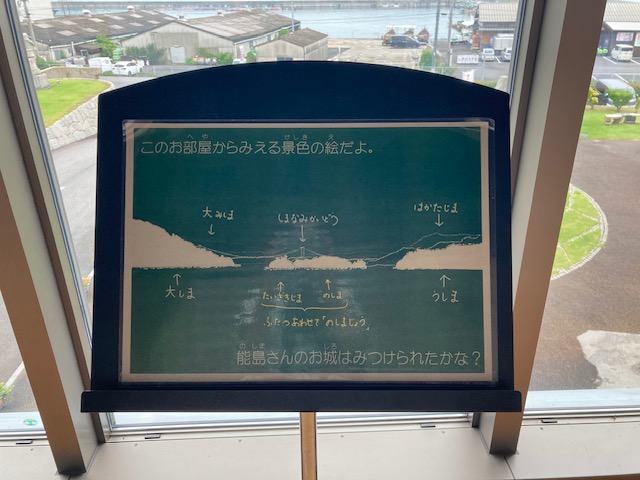 このお部屋からみえる景色の絵だよ。
大みしま
しまなみかいどう
はかたじま
大しま
たいざきじま
のしま
うしま
ふたつあわせて「のしまじょう」
能島さんのお城はみつけられたかな？